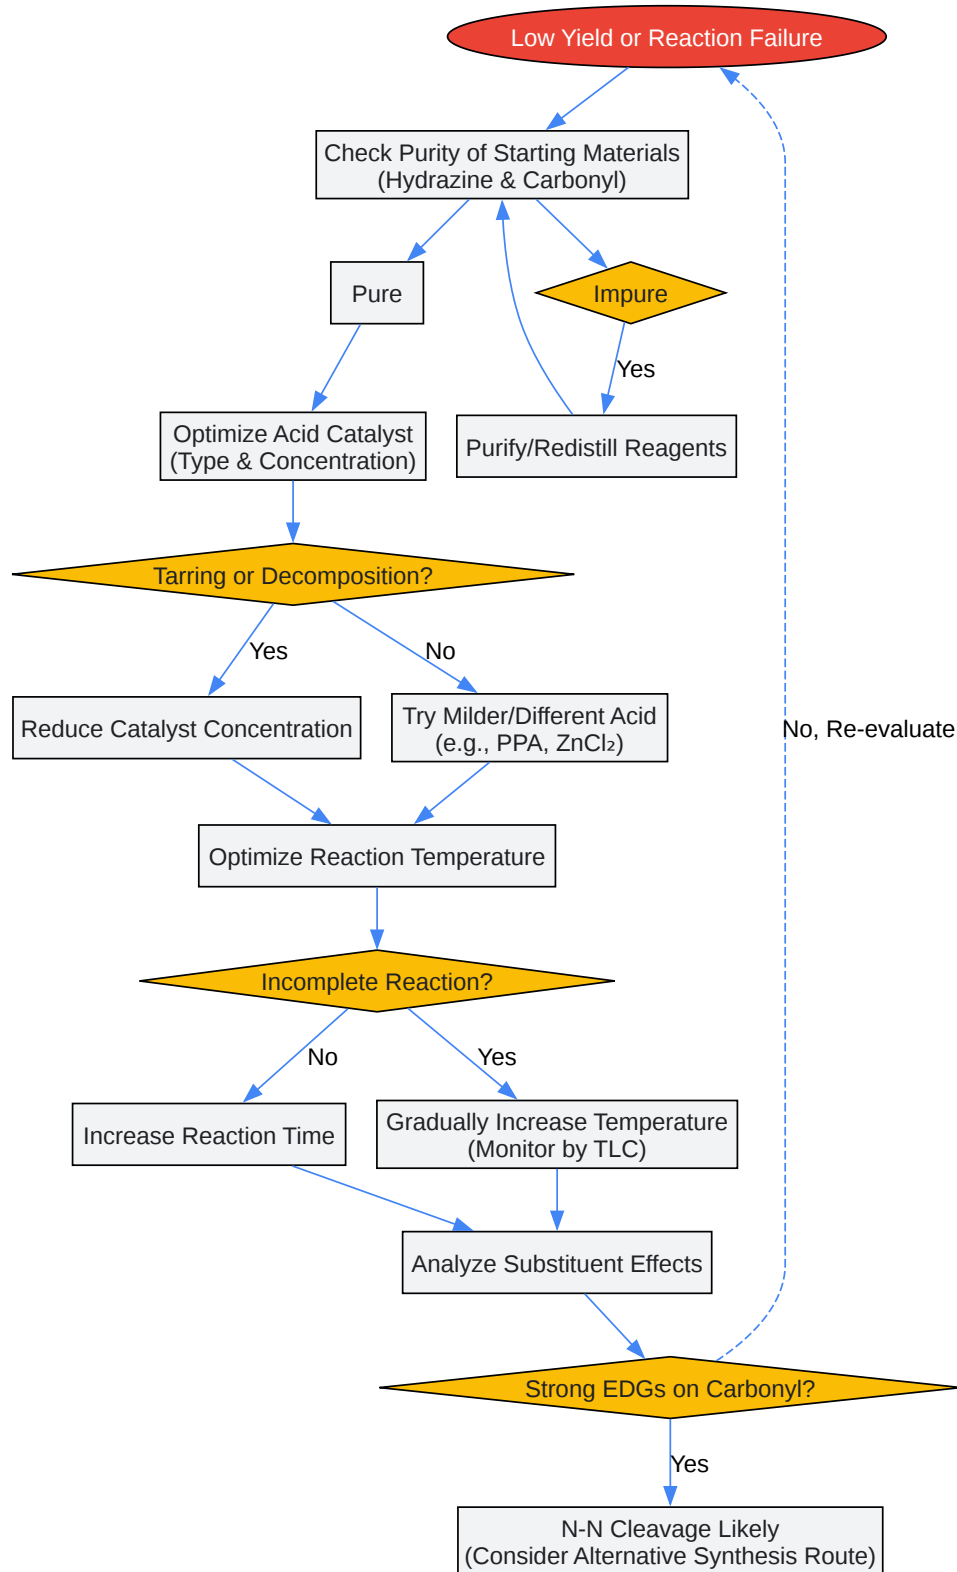 Low Yield or Reaction Failure
Check Purity of Starting Materials
(Hydrazine & Carbonyl)
Pure
Impure
Yes
Optimize Acid Catalyst
(Type & Concentration)
Purify/Redistill Reagents
Tarring or Decomposition?
Yes
No
Reduce Catalyst Concentration
Try Milder/Different Acid
(e.g., PPA, ZnCl₂)
No, Re-evaluate
Optimize Reaction Temperature
Incomplete Reaction?
No
Yes
Increase Reaction Time
Gradually Increase Temperature
(Monitor by TLC)
Analyze Substituent Effects
Strong EDGs on Carbonyl?
Yes
N-N Cleavage Likely
(Consider Alternative Synthesis Route)